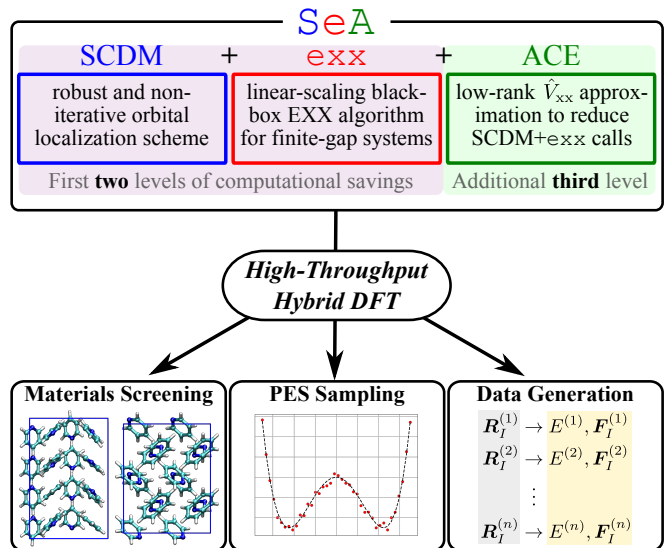 SeA
SCDM + exx + ACE
robust and non-
iterative orbital
localization scheme
linear-scaling black-
box EXX algorithm
for finite-gap systems
low-rank V̂xx approx-
imation to reduce
SCDM+exx calls
First two levels of computational savings
Additional third level
High-Throughput
Hybrid DFT
Materials Screening
PES Sampling
Data Generation
R_I^(1) → E^(1), F_I^(1)
R_I^(2) → E^(2), F_I^(2)
⋮
R_I^(n) → E^(n), F_I^(n)